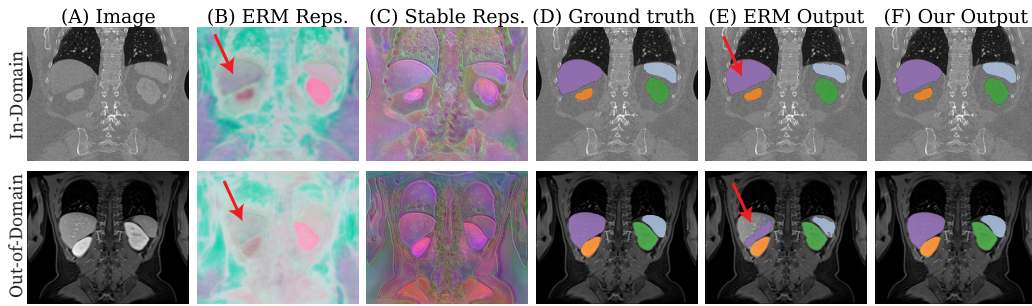 (A) Image
(B) ERM Reps.
(C) Stable Reps.
(D) Ground truth
(E) ERM Output
(F) Our Output
In-Domain
Out-of-Domain